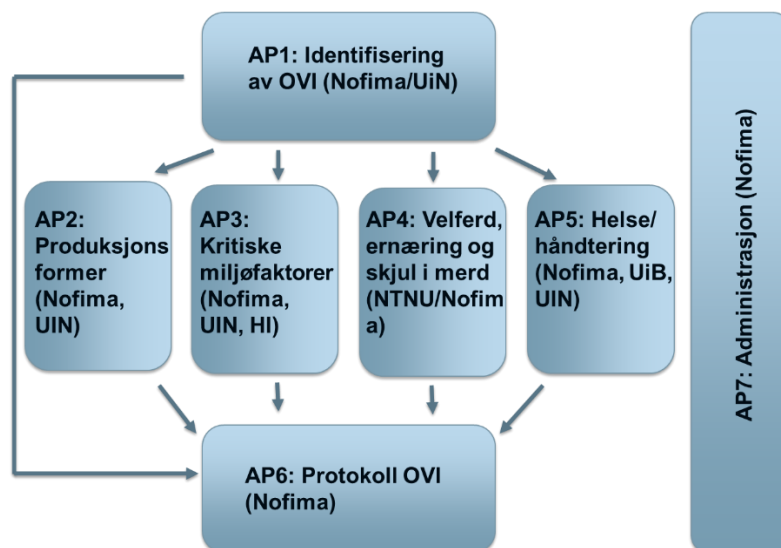 AP1: Identifisering
av OVI (Nofima/UiN)
AP2:
Produksjons
former
(Nofima,
UIN)
AP3:
Kritiske
miljøfaktorer
(Nofima,
UIN, HI)
AP4: Velferd,
ernæring og
skjul i merd
(NTNU/Nofim
a)
AP5: Helse/
håndtering
(Nofima, UiB,
UIN)
AP6: Protokoll OVI
(Nofima)
AP7: Administrasjon (Nofima)